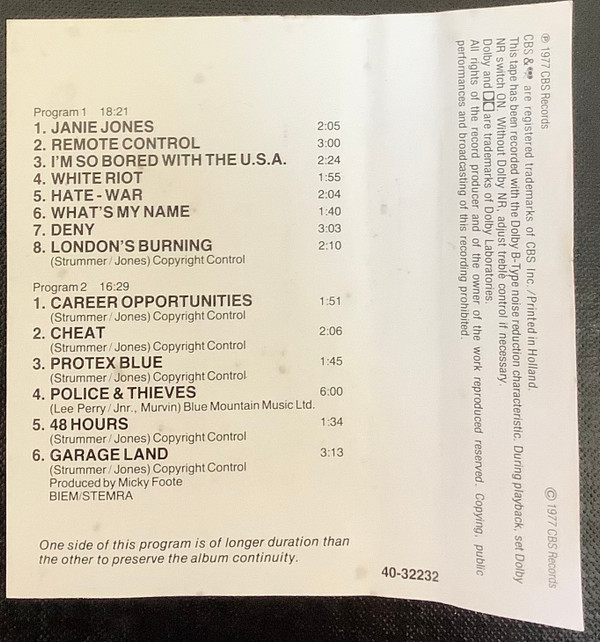 Program 1 18:21
1. JANIE JONES 2:05
2. REMOTE CONTROL 3:00
3. I'M SO BORED WITH THE U.S.A. 2:24
4. WHITE RIOT 1:55
5. HATE - WAR 2:04
6. WHAT'S MY NAME 1:40
7. DENY 3:03
8. LONDON'S BURNING 2:10
(Strummer / Jones) Copyright Control
Program 2 16:29
1. CAREER OPPORTUNITIES 1:51
(Strummer / Jones) Copyright Control
2. CHEAT 2:06
(Strummer / Jones) Copyright Control
3. PROTEX BLUE 1:45
(Strummer / Jones) Copyright Control
4. POLICE & THIEVES 6:00
(Lee Perry / Jnr., Murvin) Blue Mountain Music Ltd.
5. 48 HOURS 1:34
(Strummer / Jones) Copyright Control
6. GARAGE LAND 3:13
(Strummer / Jones) Copyright Control
Produced by Micky Foote
BIEM/STEMRA
One side of this program is of longer duration than
the other to preserve the album continuity.
40-32232
℗ 1977 CBS Records © 1977 CBS Records
CBS & are registered trademarks of CBS Inc. / Printed in Holland.
This tape has been recorded with the Dolby B-Type noise reduction characteristic. During playback, set Dolby
NR switch ON. Without Dolby NR, adjust treble control if necessary.
Dolby and are trademarks of Dolby Laboratories.
All rights of the record producer and of the owner of the work reproduced reserved. Copying, public
performances and broadcasting of this recording prohibited.